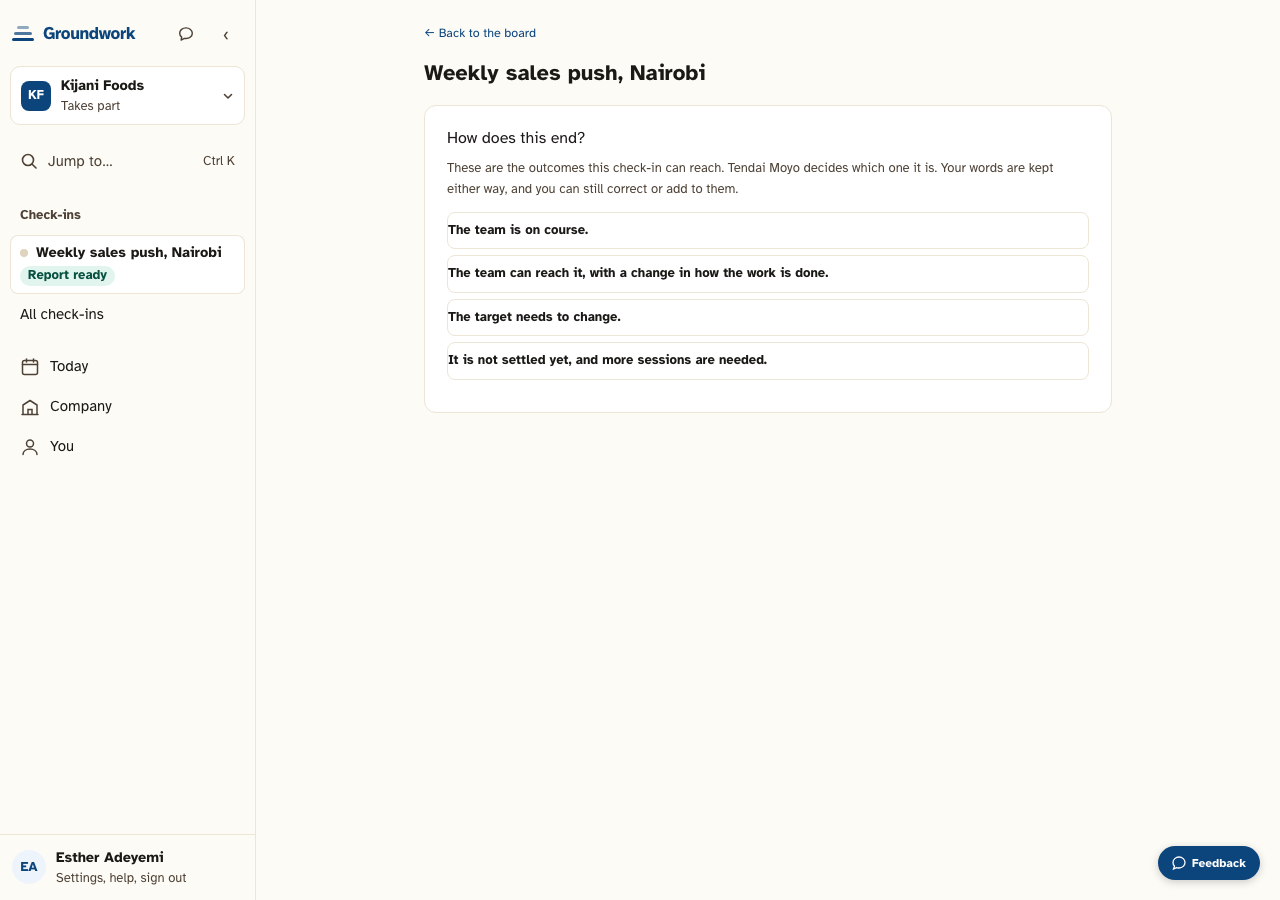 Groundwork
KF
Kijani Foods
Takes part
Jump to...
Ctrl K
Check-ins
Weekly sales push, Nairobi
Report ready
All check-ins
Today
Company
You
EA
Esther Adeyemi
Settings, help, sign out
← Back to the board
Weekly sales push, Nairobi
How does this end?
These are the outcomes this check-in can reach. Tendai Moyo decides which one it is. Your words are kept
either way, and you can still correct or add to them.
The team is on course.
The team can reach it, with a change in how the work is done.
The target needs to change.
It is not settled yet, and more sessions are needed.
Feedback